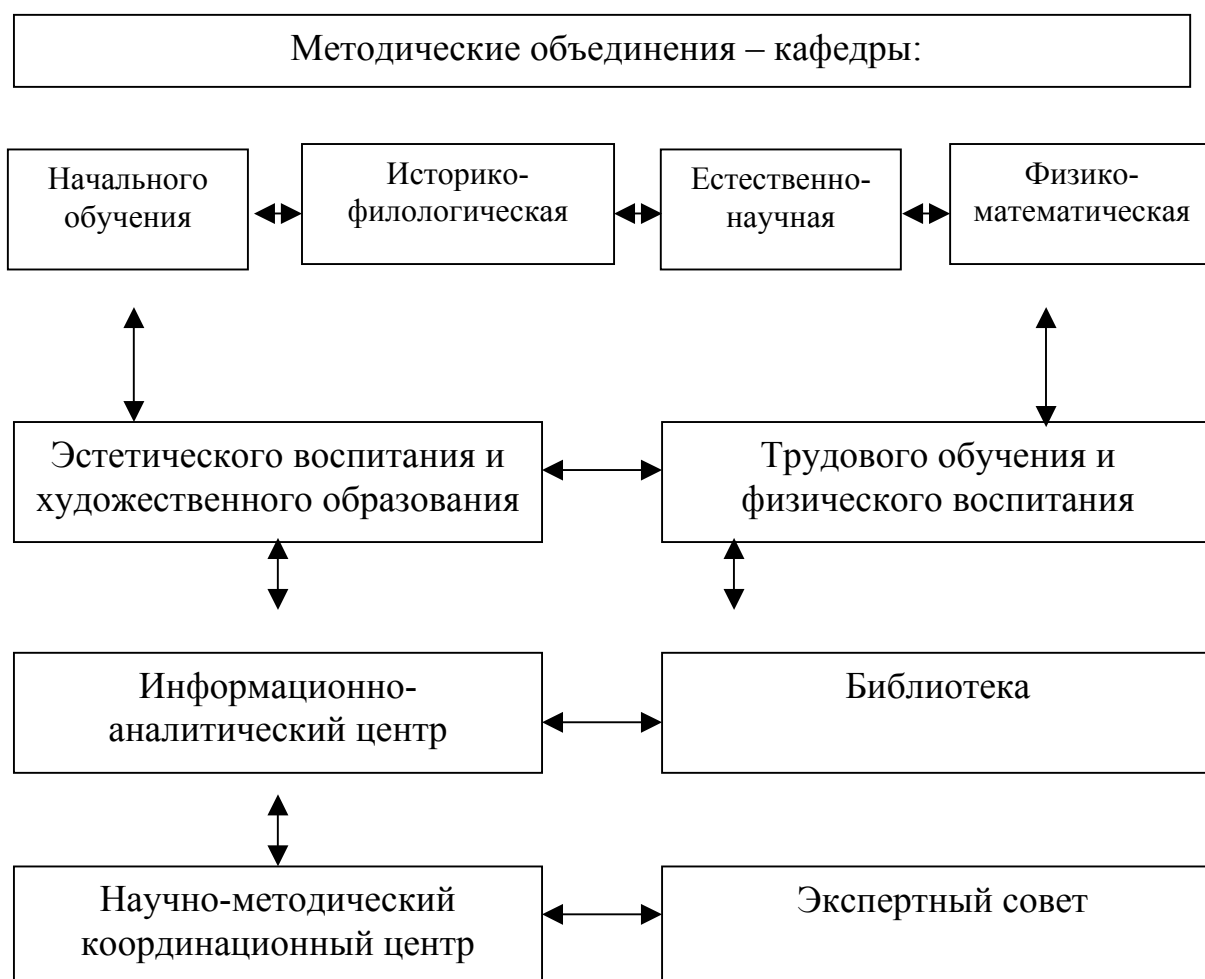 Методические объединения – кафедры:
Начального
обучения
Историко-
филологическая
Естественно-
научная
Физико-
математическая
Эстетического воспитания и
художественного образования
Трудового обучения и
физического воспитания
Информационно-
аналитический центр
Библиотека
Научно-методический
координационный центр
Экспертный совет